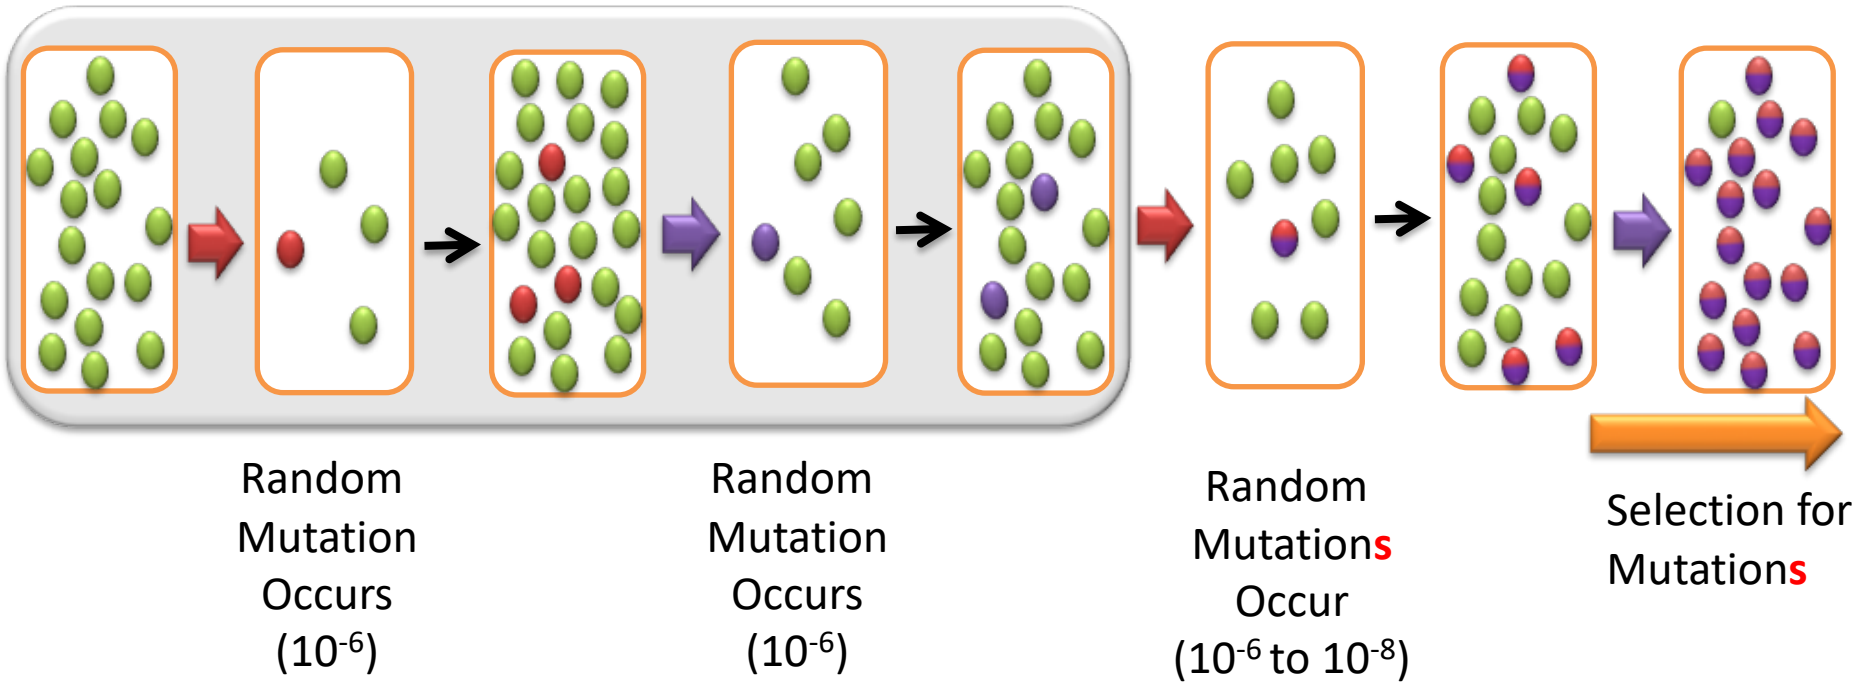 Random
Mutation
Occurs
(10⁻⁶)
Random
Mutation
Occurs
(10⁻⁶)
Random
Mutations
Occur
(10⁻⁶ to 10⁻⁸)
Selection for
Mutations